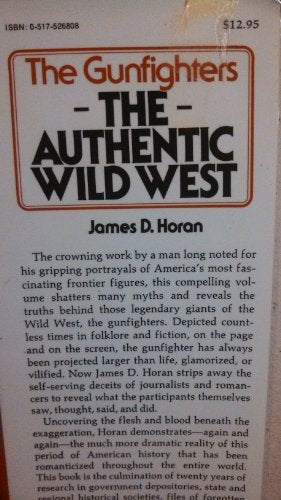 ISBN: 0-517-526808
$12.95
The Gunfighters
- THE -
AUTHENTIC
WILD WEST
James D. Horan
The crowning work by a man long noted for
his gripping portrayals of America's most fas-
cinating frontier figures, this compelling vol-
ume shatters many myths and reveals the
truths behind those legendary giants of the
Wild West, the gunfighters. Depicted count-
less times in folklore and fiction, on the page
and on the screen, the gunfighter has always
been projected larger than life, glamorized, or
vilified. Now James D. Horan strips away the
self-serving deceits of journalists and roman-
cers to reveal what the participants themselves
saw, thought, said, and did.
Uncovering the flesh and blood beneath the
exaggeration, Horan demonstrates—again and
again—the much more dramatic reality of this
period of American history that has been
romanticized throughout the entire world.
This book is the culmination of twenty years of
research in government depositories, state and
regional historical societies, files of forgotten